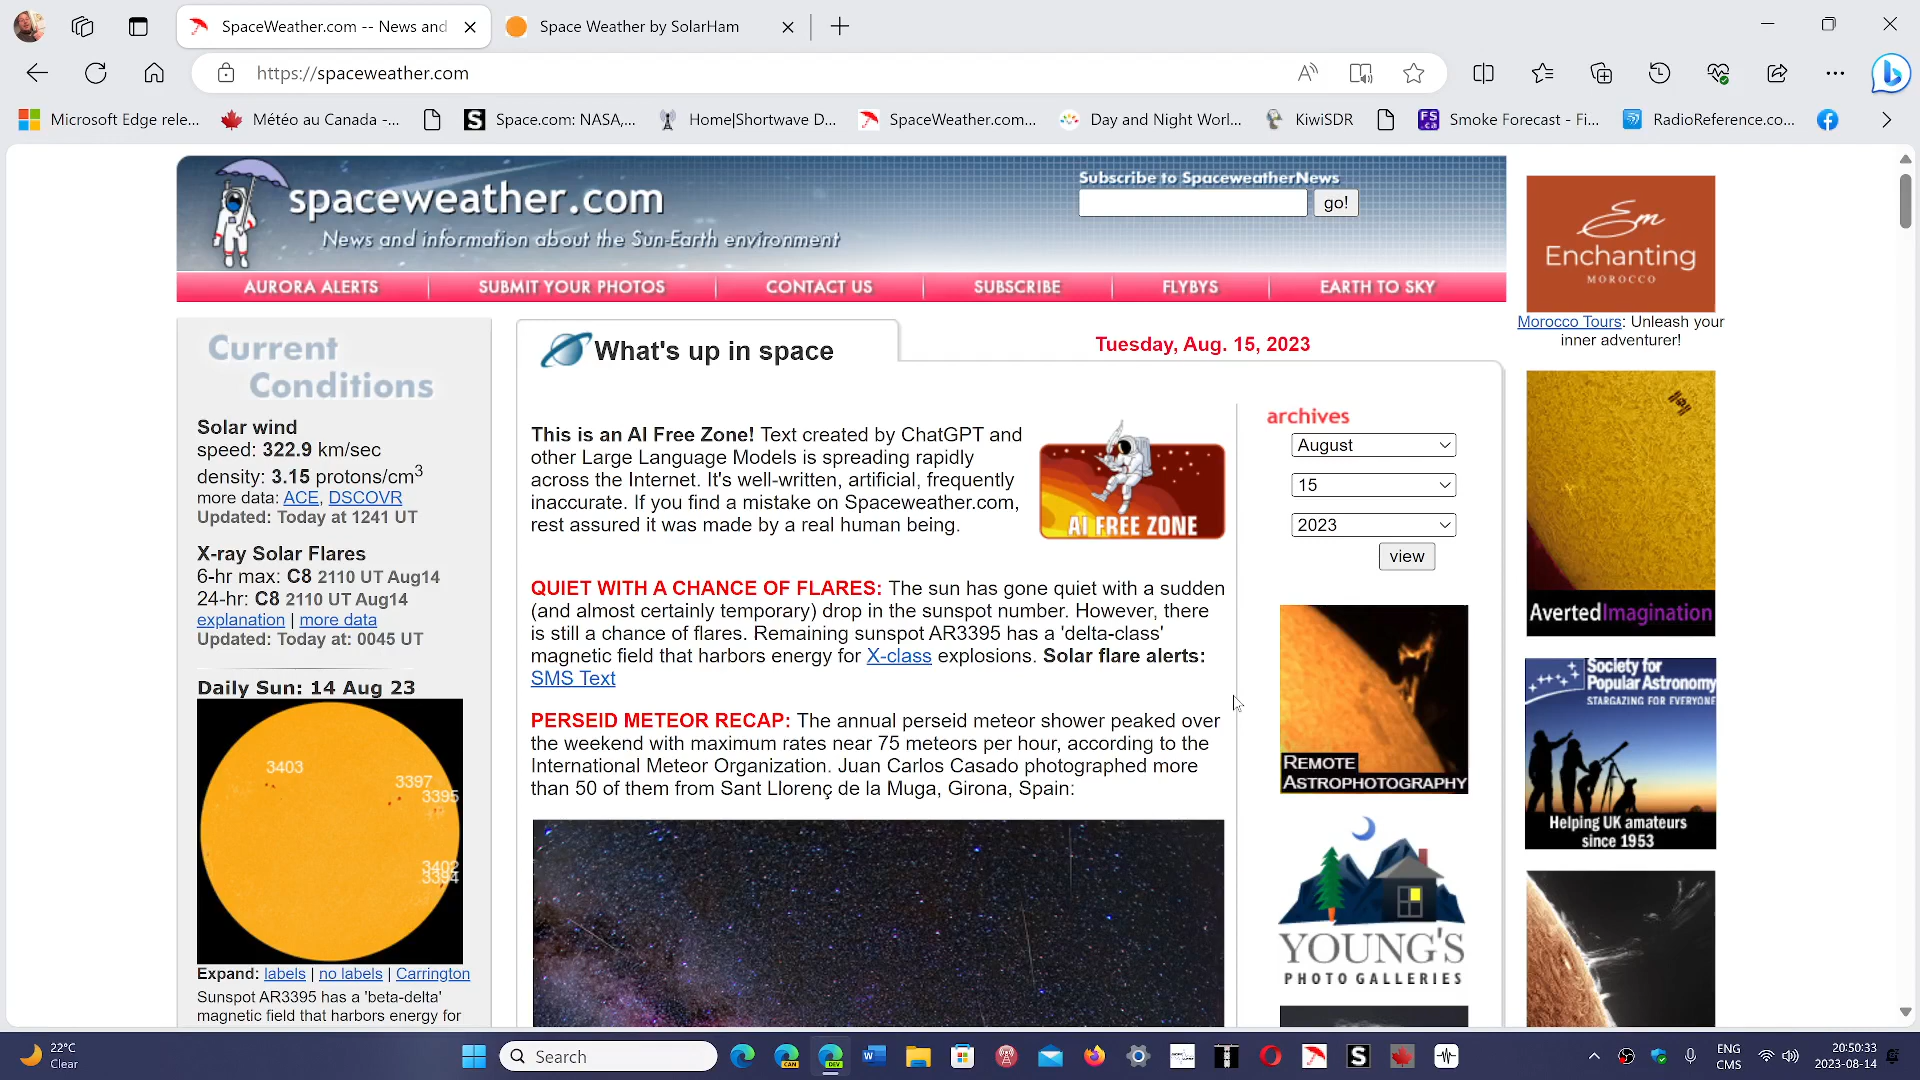 SpaceWeather.com -- News and
Space Weather by SolarHam
https://spaceweather.com
Microsoft Edge rele...
Météo au Canada -...
Space.com: NASA,...
Home|Shortwave D...
SpaceWeather.com...
Day and Night Worl...
KiwiSDR
Smoke Forecast - Fi...
RadioReference.co...
spaceweather.com
News and information about the Sun-Earth environment
Subscribe to SpaceweatherNews
go!
AURORA ALERTS
SUBMIT YOUR PHOTOS
CONTACT US
SUBSCRIBE
FLYBYS
EARTH TO SKY
Current
Conditions
Solar wind
speed: 322.9 km/sec
density: 3.15 protons/cm3
more data: ACE, DSCOVR
Updated: Today at 1241 UT
X-ray Solar Flares
6-hr max: C8 2110 UT Aug14
24-hr: C8 2110 UT Aug14
explanation | more data
Updated: Today at: 0045 UT
Daily Sun: 14 Aug 23
3403
3397
3395
3402
3394
Expand: labels | no labels | Carrington
Sunspot AR3395 has a 'beta-delta'
magnetic field that harbors energy for
What's up in space
Tuesday, Aug. 15, 2023
This is an AI Free Zone! Text created by ChatGPT and
other Large Language Models is spreading rapidly
across the Internet. It's well-written, artificial, frequently
inaccurate. If you find a mistake on Spaceweather.com,
rest assured it was made by a real human being.
AI FREE ZONE
QUIET WITH A CHANCE OF FLARES: The sun has gone quiet with a sudden
(and almost certainly temporary) drop in the sunspot number. However, there
is still a chance of flares. Remaining sunspot AR3395 has a 'delta-class'
magnetic field that harbors energy for X-class explosions. Solar flare alerts:
SMS Text
PERSEID METEOR RECAP: The annual perseid meteor shower peaked over
the weekend with maximum rates near 75 meteors per hour, according to the
International Meteor Organization. Juan Carlos Casado photographed more
than 50 of them from Sant Llorenç de la Muga, Girona, Spain:
archives
August
15
2023
view
REMOTE
ASTROPHOTOGRAPHY
YOUNG'S
PHOTO GALLERIES
Em
Enchanting
MOROCCO
Morocco Tours: Unleash your
inner adventurer!
AvertedImagination
Society for
Popular Astronomy
STARGAZING FOR EVERYONE
Helping UK amateurs
since 1953
22°C
Clear
Search
CAN
DEV
ENG
CMS
20:50:33
2023-08-14